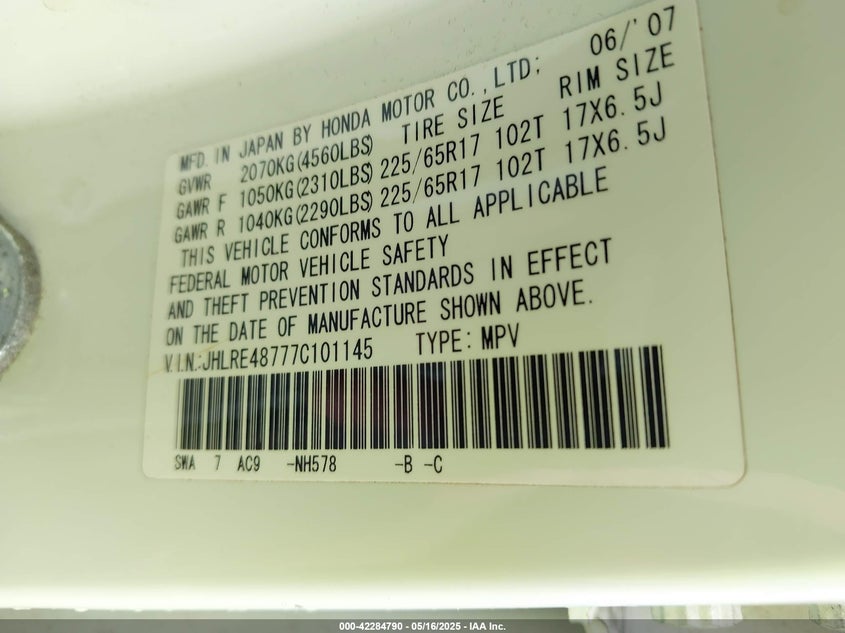 MFD. IN JAPAN BY HONDA MOTOR CO.,LTD; 06/'07
GVWR 2070KG(4560LBS) TIRE SIZE RIM SIZE
GAWR F 1050KG(2310LBS) 225/65R17 102T 17X6.5J
GAWR R 1040KG(2290LBS) 225/65R17 102T 17X6.5J
THIS VEHICLE CONFORMS TO ALL APPLICABLE
FEDERAL MOTOR VEHICLE SAFETY
AND THEFT PREVENTION STANDARDS IN EFFECT
ON THE DATE OF MANUFACTURE SHOWN ABOVE.
V.I.N.:JHLRE48777C101145 TYPE: MPV
SWA 7 AC9 -NH578 -B -C
000-42284790 - 05/16/2025 - IAA Inc.